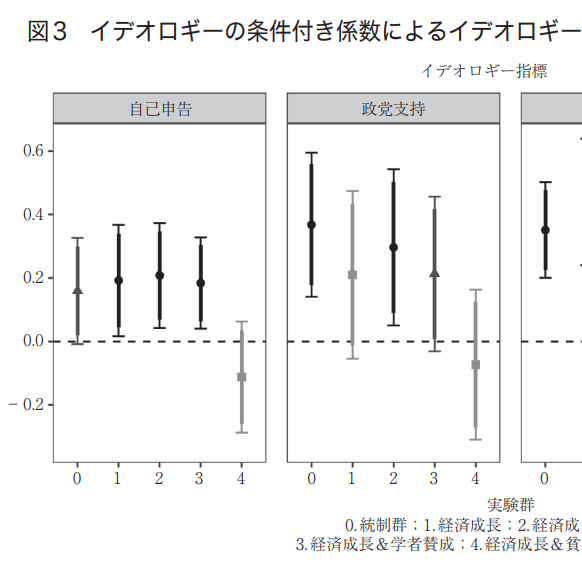 図3 イデオロギーの条件付き係数によるイデオロギー
イデオロギー指標
自己申告 政党支持
0.6
0.4
0.2
0.0
−0.2
0 1 2 3 4 0 1 2 3 4 0
実験群
0.統制群；1.経済成長；2.経済成
3.経済成長＆学者賛成；4.経済成長＆貧